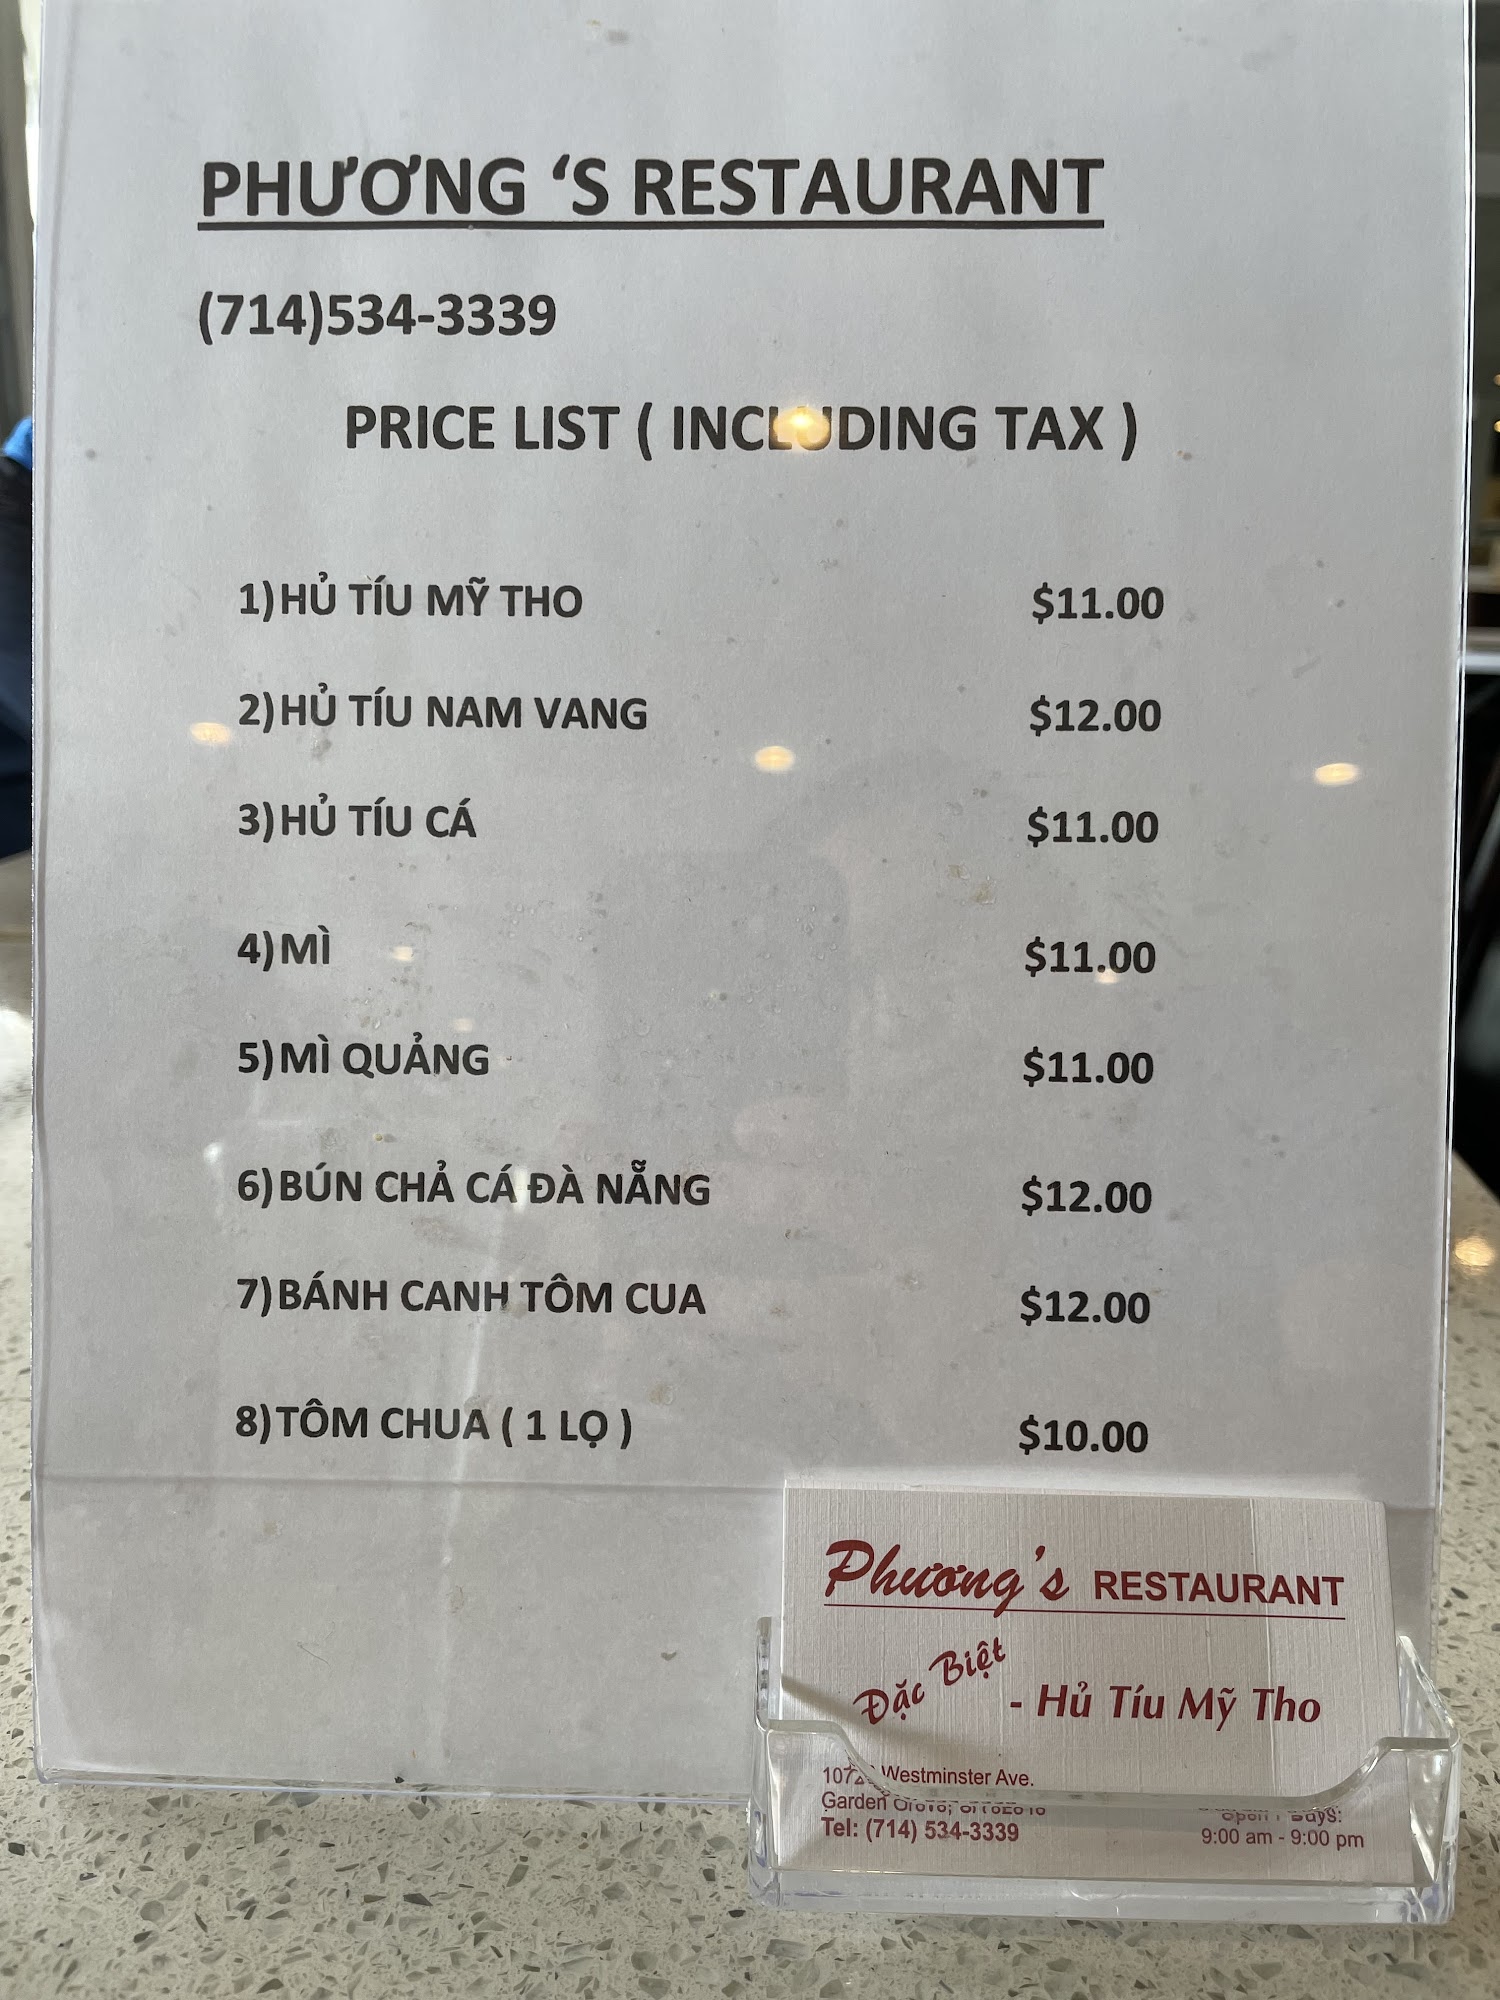 PHƯƠNG ‘S RESTAURANT
(714)534-3339
PRICE LIST ( INCLUDING TAX )
1)HỦ TÍU MỸ THO $11.00
2)HỦ TÍU NAM VANG $12.00
3)HỦ TÍU CÁ $11.00
4)MÌ $11.00
5)MÌ QUẢNG $11.00
6)BÚN CHẢ CÁ ĐÀ NẴNG $12.00
7)BÁNH CANH TÔM CUA $12.00
8)TÔM CHUA ( 1 LỌ ) $10.00
Phương's RESTAURANT
Đặc Biệt
- Hủ Tíu Mỹ Tho
Westminster Ave.
Garden
Tel: (714) 534-3339
Days:
9:00 am - 9:00 pm